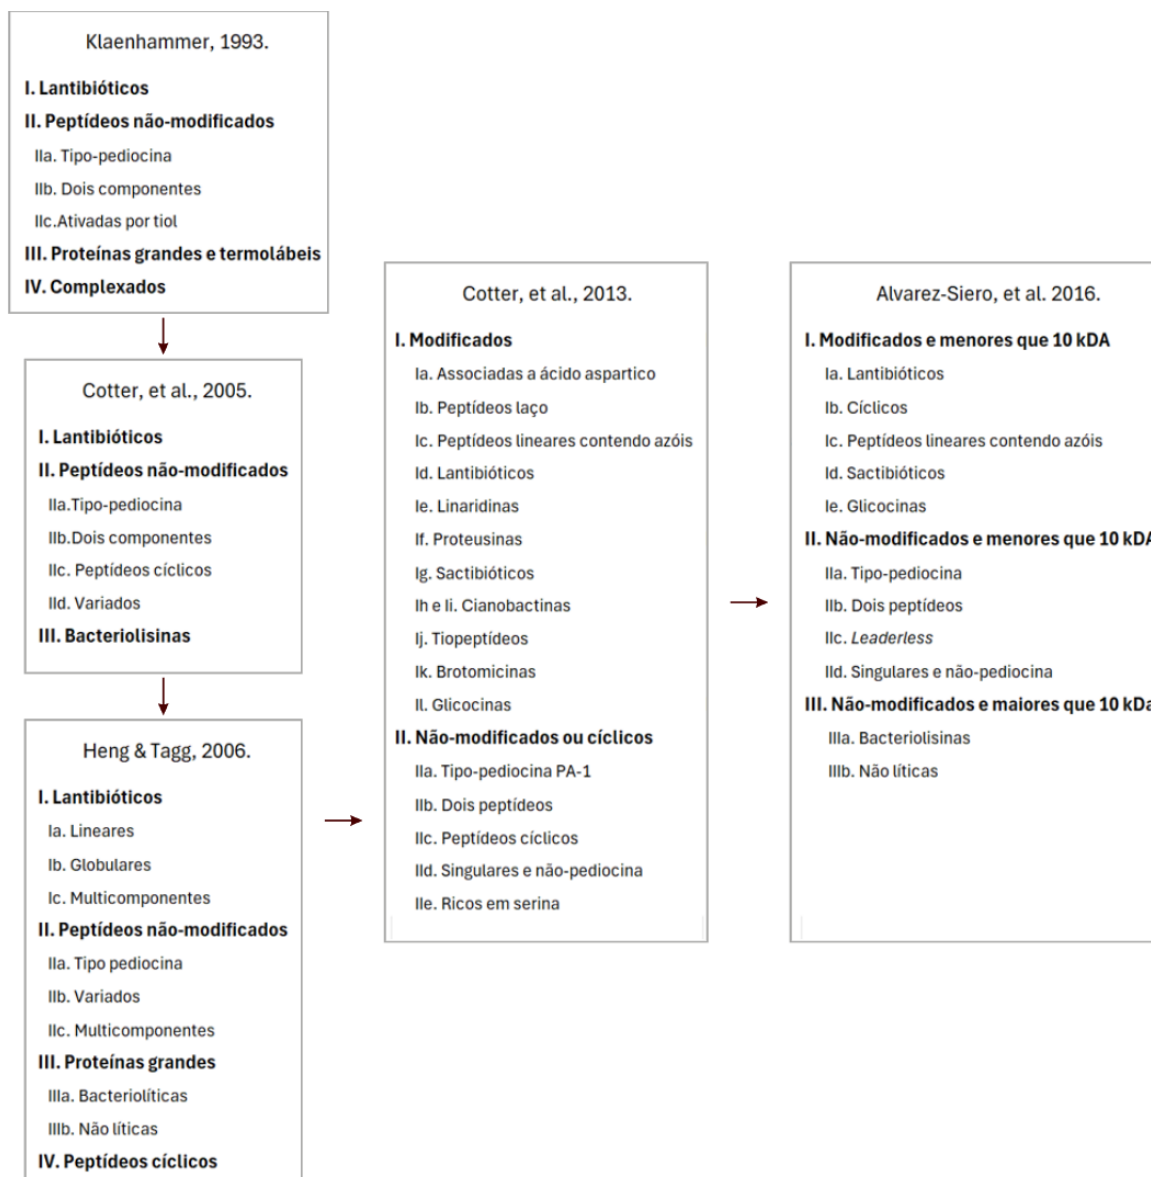 Klaenhammer, 1993.
I. Lantibióticos
II. Peptídeos não-modificados
IIa. Tipo-pediocina
IIb. Dois componentes
IIc.Ativadas por tiol
III. Proteínas grandes e termolábeis
IV. Complexados
Cotter, et al., 2005.
I. Lantibióticos
II. Peptídeos não-modificados
IIa.Tipo-pediocina
IIb.Dois componentes
IIc. Peptídeos cíclicos
IId. Variados
III. Bacteriolisinas
Heng & Tagg, 2006.
I. Lantibióticos
Ia. Lineares
Ib. Globulares
Ic. Multicomponentes
II. Peptídeos não-modificados
IIa. Tipo pediocina
IIb. Variados
IIc. Multicomponentes
III. Proteínas grandes
IIIa. Bacteriolíticas
IIIb. Não líticas
IV. Peptídeos cíclicos
Cotter, et al., 2013.
I. Modificados
Ia. Associadas a ácido aspartico
Ib. Peptídeos laço
Ic. Peptídeos lineares contendo azóis
Id. Lantibióticos
Ie. Linaridinas
If. Proteusinas
Ig. Sactibióticos
Ih e Ii. Cianobactinas
Ij. Tiopeptídeos
Ik. Brotomicinas
Il. Glicocinas
II. Não-modificados ou cíclicos
IIa. Tipo-pediocina PA-1
IIb. Dois peptídeos
IIc. Peptídeos cíclicos
IId. Singulares e não-pediocina
IIe. Ricos em serina
Alvarez-Siero, et al. 2016.
I. Modificados e menores que 10 kDA
Ia. Lantibióticos
Ib. Cíclicos
Ic. Peptídeos lineares contendo azóis
Id. Sactibióticos
Ie. Glicocinas
II. Não-modificados e menores que 10 kDA
IIa. Tipo-pediocina
IIb. Dois peptídeos
IIc. Leaderless
IId. Singulares e não-pediocina
III. Não-modificados e maiores que 10 kDa
IIIa. Bacteriolisinas
IIIb. Não líticas